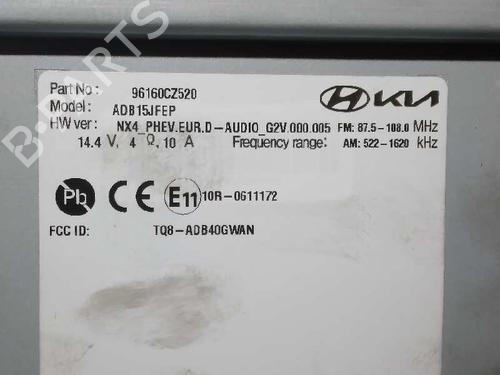 B-PARTS
Part No: 96160CZ520
Model: ADB15JFEP
HYUNDAI KIA
HW ver: NX4_PHEV.EUR.D-AUDIO_G2V.000.005 FM: 87.5-108.0 MHz
14.4 V, 4 Ω, 10 A Frequency range: AM: 522-1620 kHz
Pb CE E11 10R-0611172
FCC ID: TQ8-ADB40GWAN